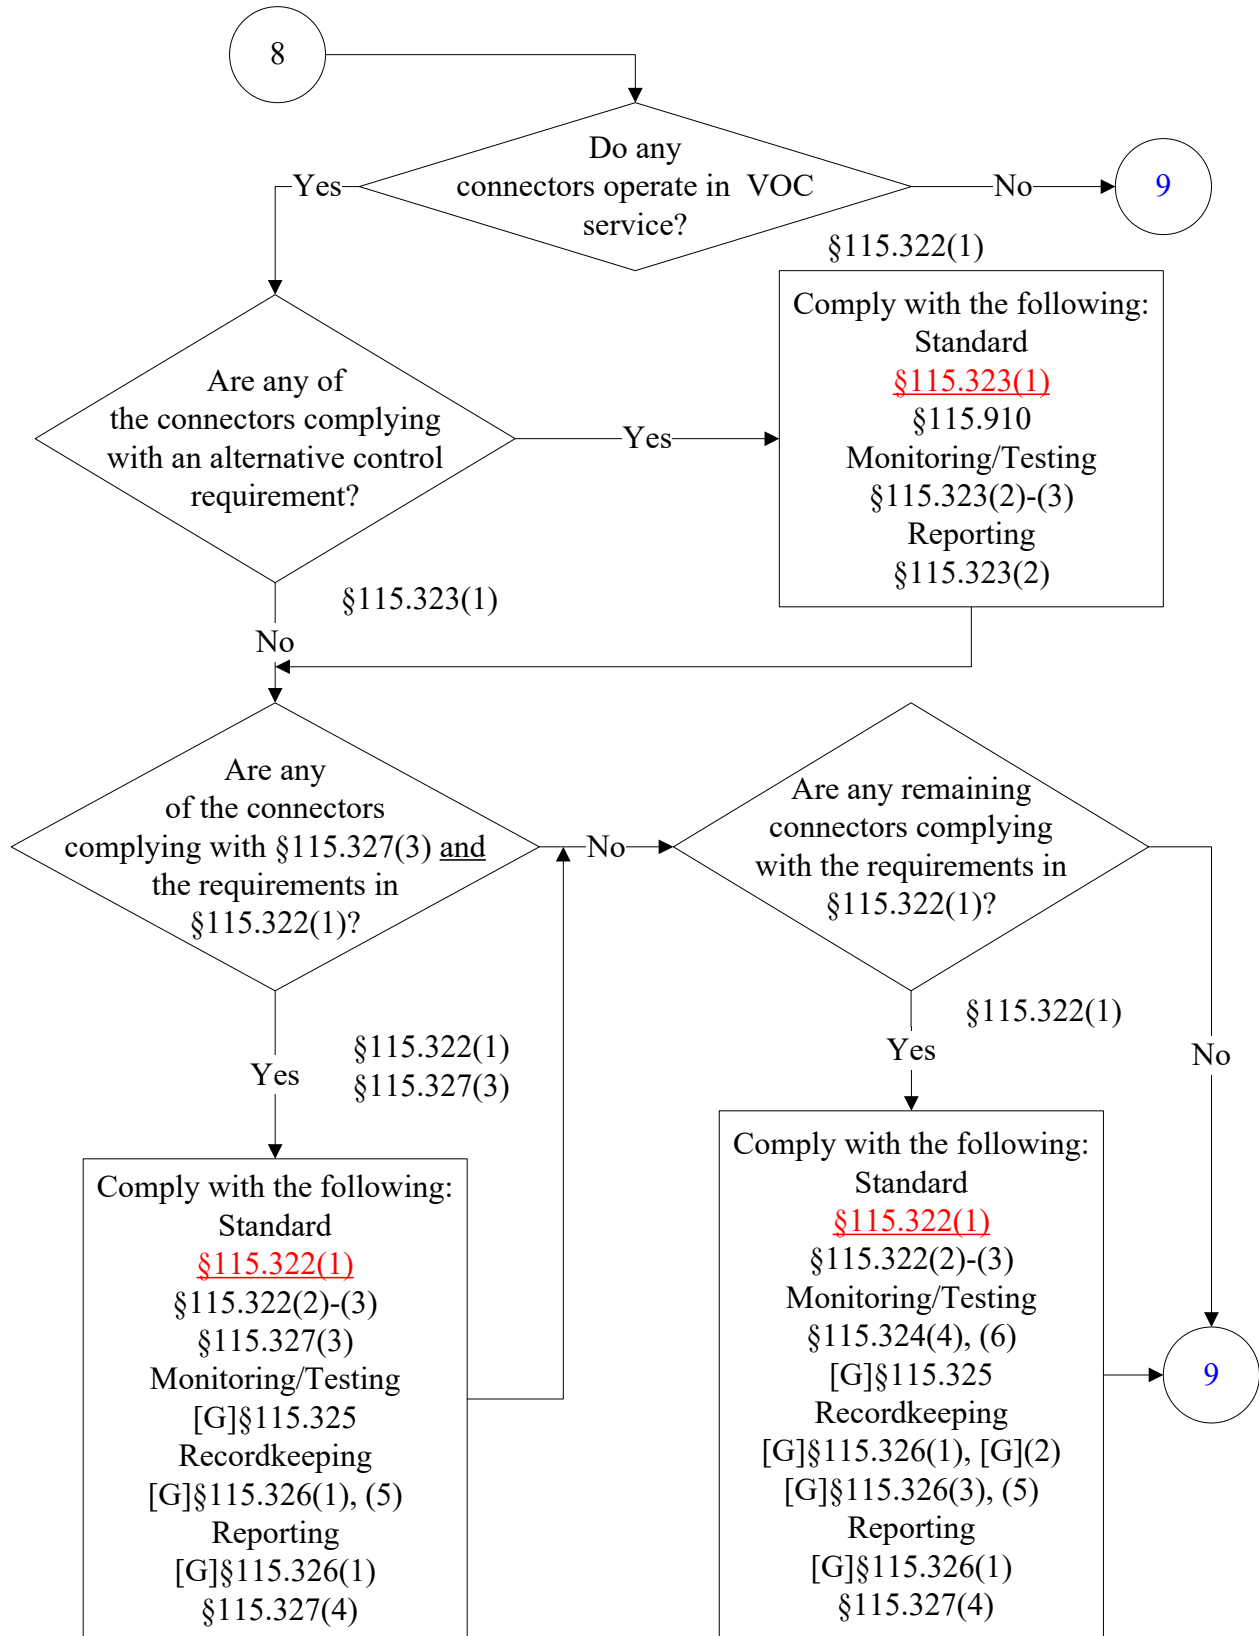 8
Do any
connectors operate in VOC
service?
Yes
No
9
§115.322(1)
Are any of
the connectors complying
with an alternative control
requirement?
Yes
Comply with the following:
Standard
§115.323(1)
§115.910
Monitoring/Testing
§115.323(2)-(3)
Reporting
§115.323(2)
§115.323(1)
No
Are any
of the connectors
complying with §115.327(3) and
the requirements in
§115.322(1)?
No
Are any remaining
connectors complying
with the requirements in
§115.322(1)?
Yes
§115.322(1)
§115.327(3)
§115.322(1)
Yes
No
Comply with the following:
Standard
§115.322(1)
§115.322(2)-(3)
§115.327(3)
Monitoring/Testing
[G]§115.325
Recordkeeping
[G]§115.326(1), (5)
Reporting
[G]§115.326(1)
§115.327(4)
Comply with the following:
Standard
§115.322(1)
§115.322(2)-(3)
Monitoring/Testing
§115.324(4), (6)
[G]§115.325
Recordkeeping
[G]§115.326(1), [G](2)
[G]§115.326(3), (5)
Reporting
[G]§115.326(1)
§115.327(4)
9